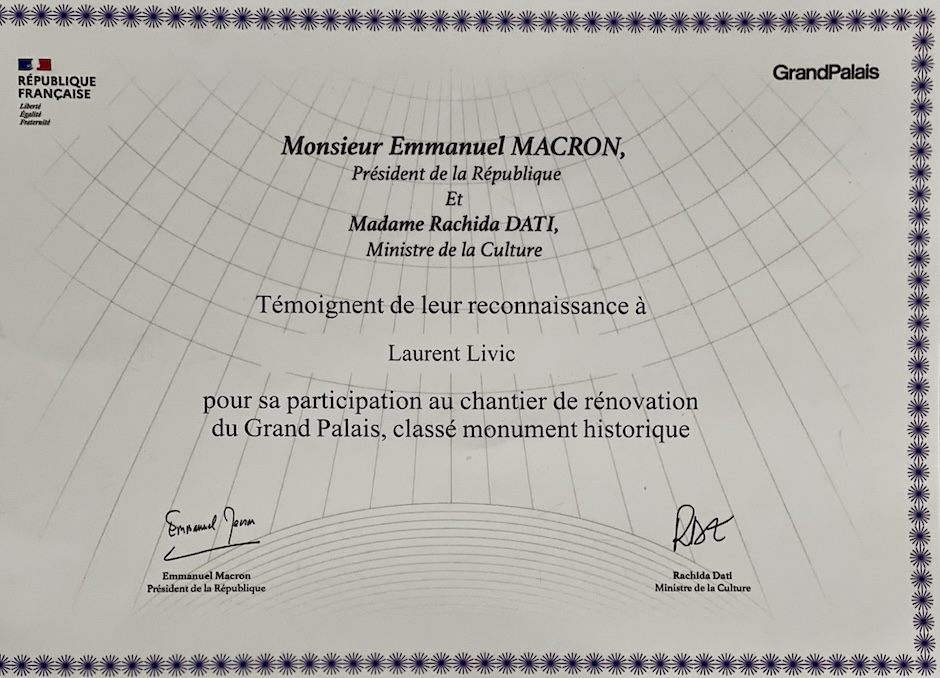 RÉPUBLIQUE
FRANÇAISE
Liberté
Égalité
Fraternité
GrandPalais
Monsieur Emmanuel MACRON,
Président de la République
Et
Madame Rachida DATI,
Ministre de la Culture
Témoignent de leur reconnaissance à
Laurent Livic
pour sa participation au chantier de rénovation
du Grand Palais, classé monument historique
Emmanuel Macron
Emmanuel Macron
Président de la République
Rachida Dati
Ministre de la Culture